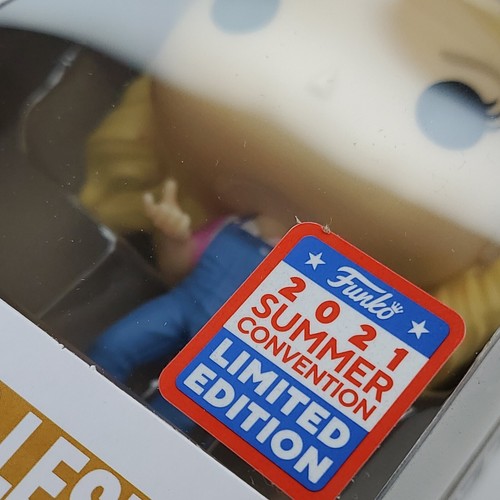 Funko
2021
SUMMER
CONVENTION
LIMITED
EDITION